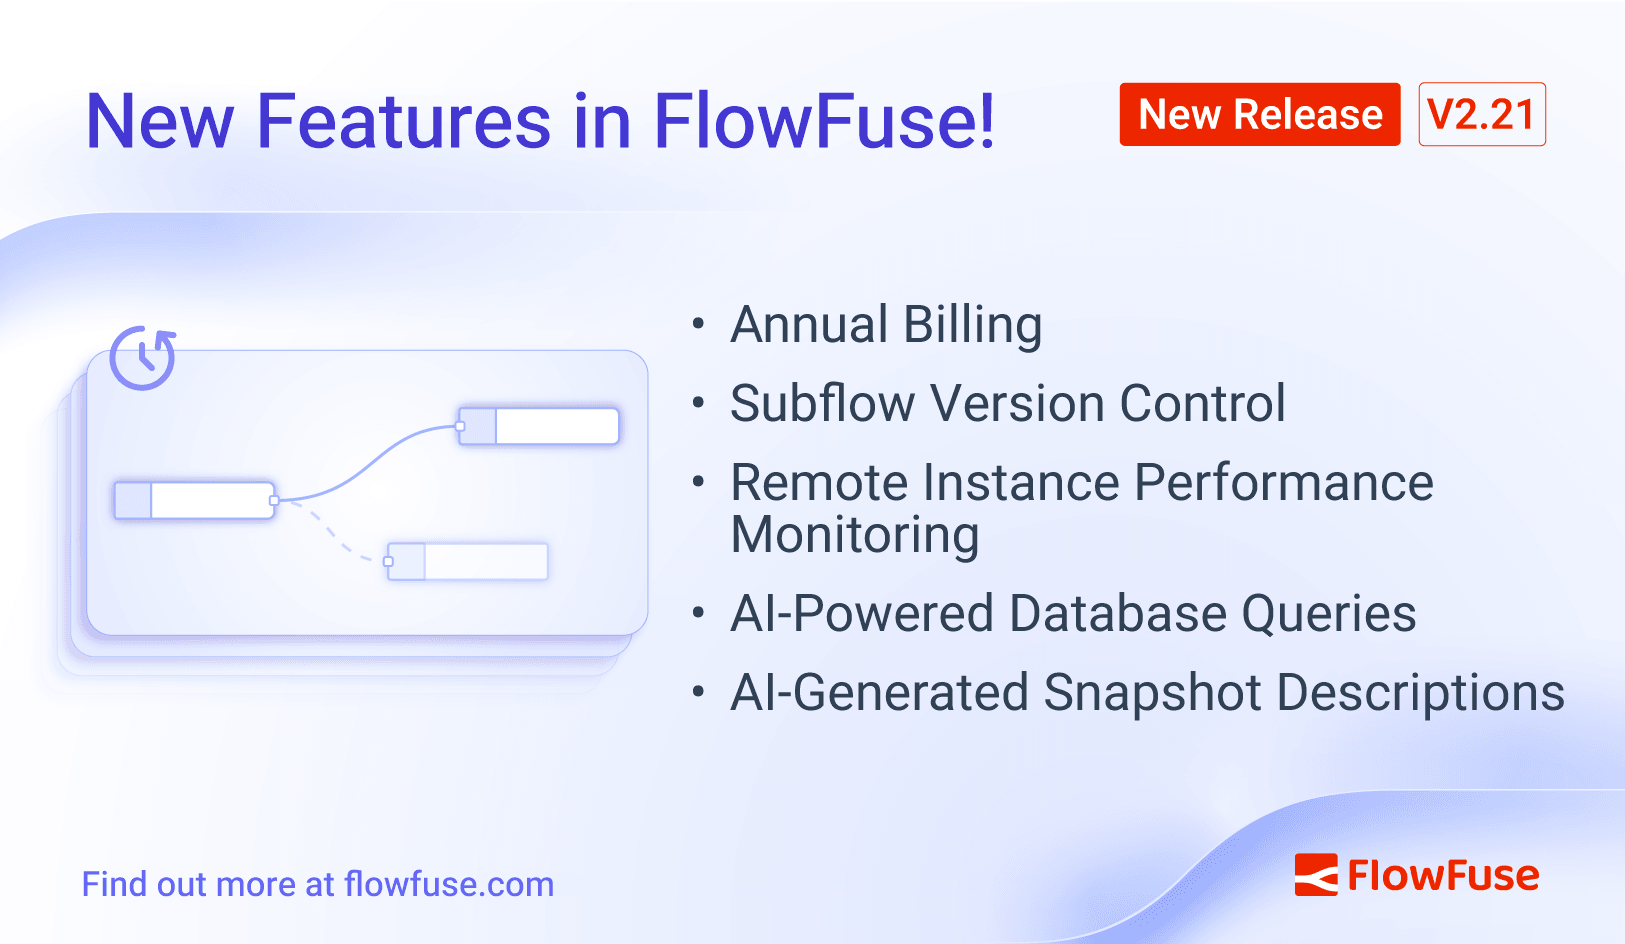 New Features in FlowFuse!
New Release
V2.21
• Annual Billing
• Subflow Version Control
• Remote Instance Performance
Monitoring
• AI-Powered Database Queries
• AI-Generated Snapshot Descriptions
Find out more at flowfuse.com
FlowFuse